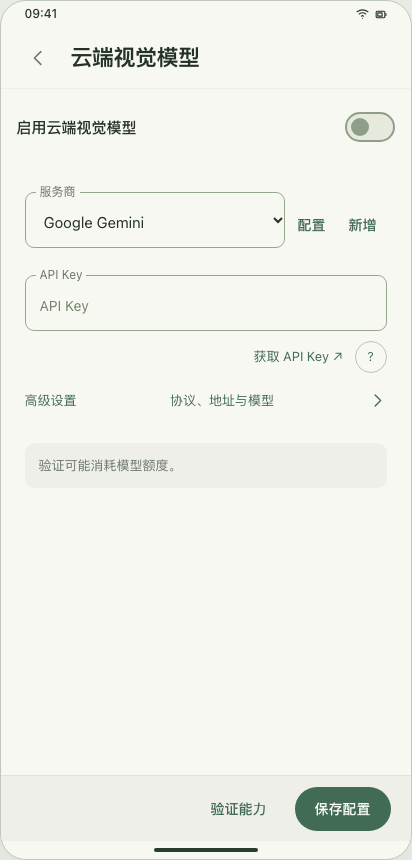 09:41
云端视觉模型
启用云端视觉模型
服务商
Google Gemini
配置 新增
API Key
API Key
获取 API Key ↗ ?
高级设置 协议、地址与模型
验证可能消耗模型额度。
验证能力 保存配置